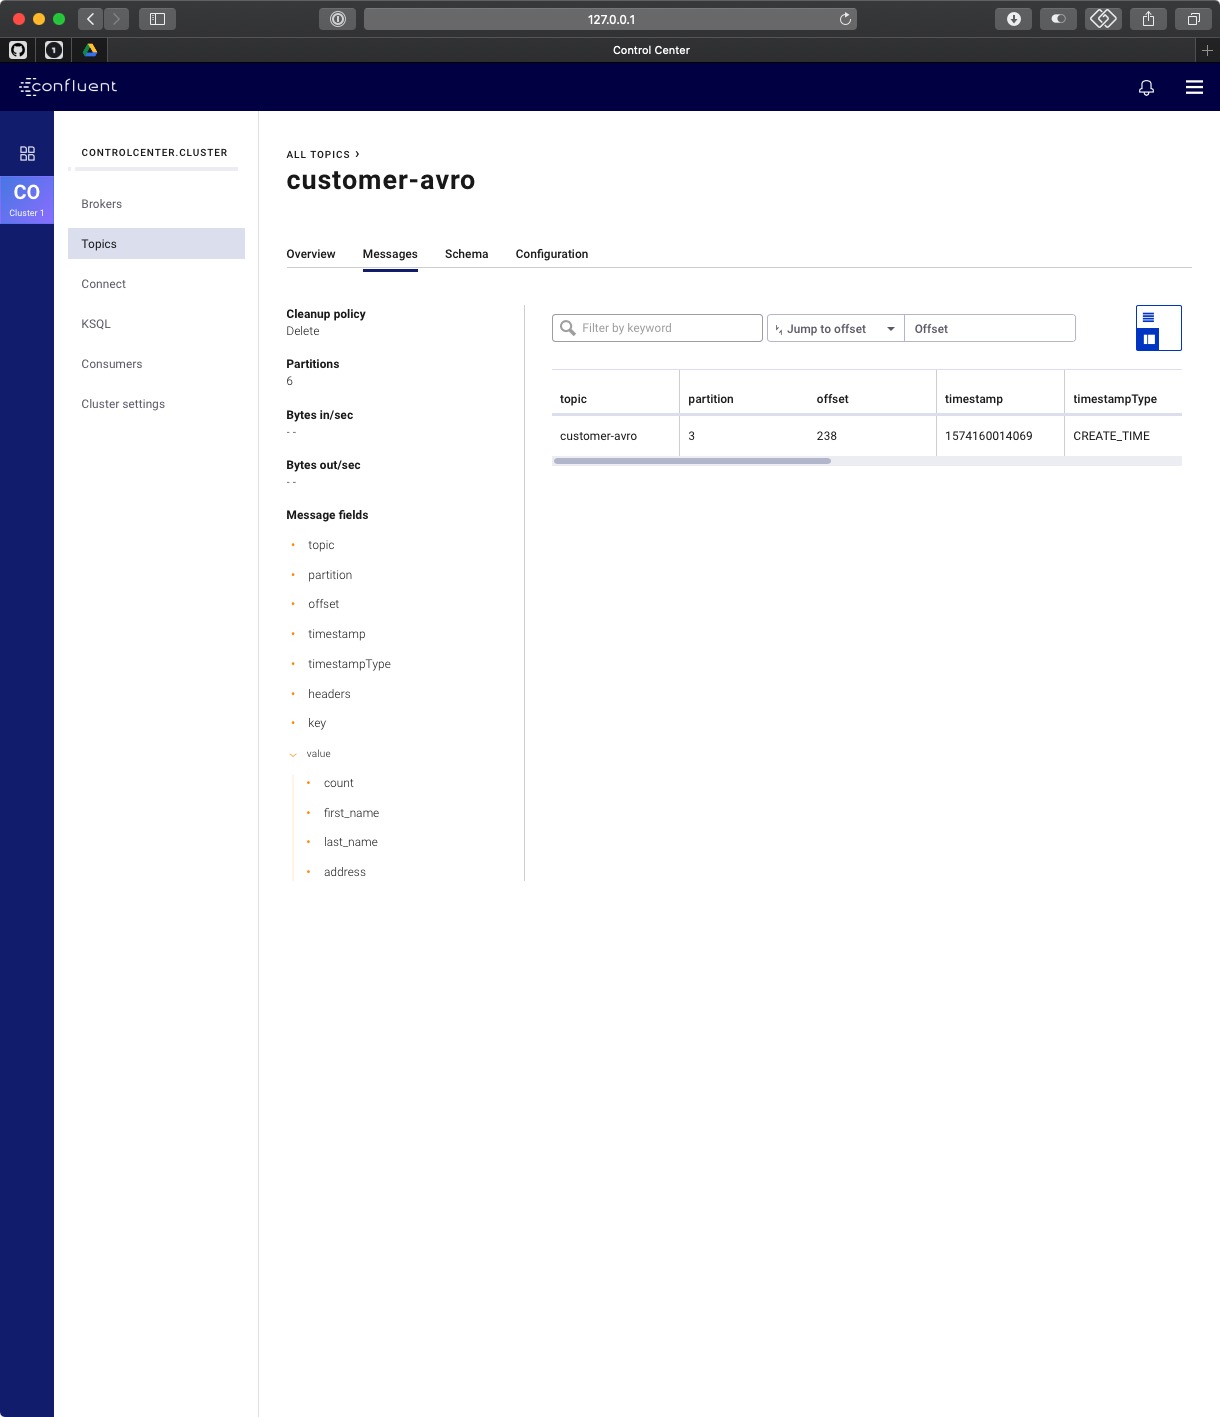 127.0.0.1
1
Control Center
confluent
CONTROLCENTER.CLUSTER
CO
Cluster 1
Brokers
Topics
Connect
KSQL
Consumers
Cluster settings
ALL TOPICS ›
customer-avro
Overview Messages Schema Configuration
Cleanup policy
Delete
Partitions
6
Bytes in/sec
--
Bytes out/sec
--
Message fields
topic
partition
offset
timestamp
timestampType
headers
key
value
count
first_name
last_name
address
Filter by keyword Jump to offset Offset
topic partition offset timestamp timestampType
customer-avro 3 238 1574160014069 CREATE_TIME